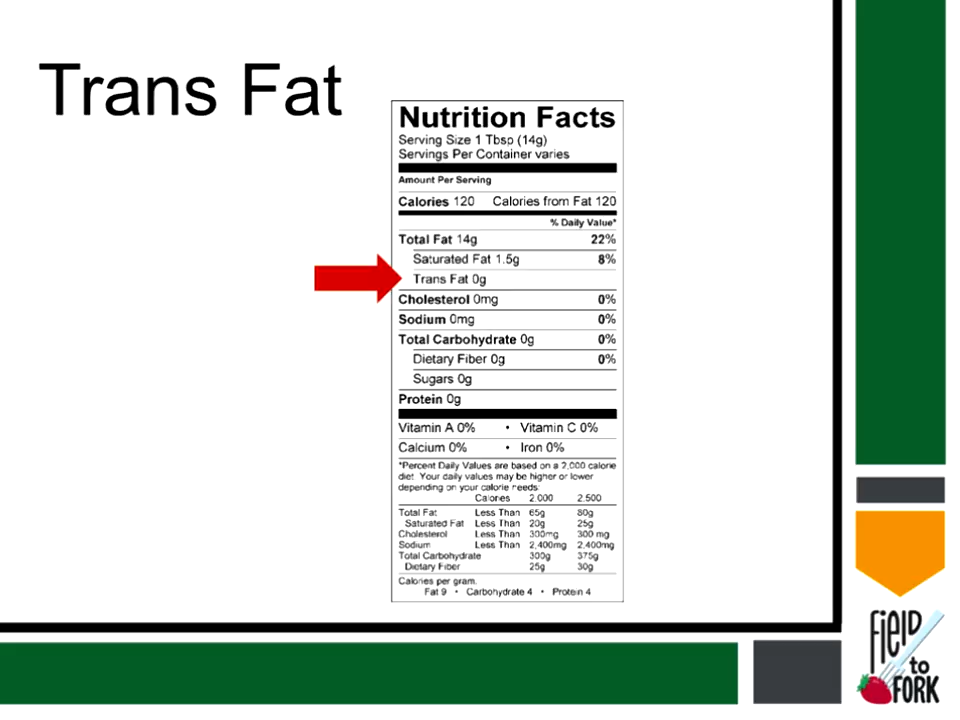 Trans Fat
Nutrition Facts
Serving Size 1 Tbsp (14g)
Servings Per Container varies
Amount Per Serving
Calories 120 Calories from Fat 120
% Daily Value*
Total Fat 14g 22%
Saturated Fat 1.5g 8%
Trans Fat 0g
Cholesterol 0mg 0%
Sodium 0mg 0%
Total Carbohydrate 0g 0%
Dietary Fiber 0g 0%
Sugars 0g
Protein 0g
Vitamin A 0% • Vitamin C 0%
Calcium 0% • Iron 0%
*Percent Daily Values are based on a 2,000 calorie
diet. Your daily values may be higher or lower
depending on your calorie needs:
Calories 2,000 2,500
Total Fat Less Than 65g 80g
Saturated Fat Less Than 20g 25g
Cholesterol Less Than 300mg 300 mg
Sodium Less Than 2,400mg 2,400mg
Total Carbohydrate 300g 375g
Dietary Fiber 25g 30g
Calories per gram:
Fat 9 • Carbohydrate 4 • Protein 4
FiELD
to
FORK